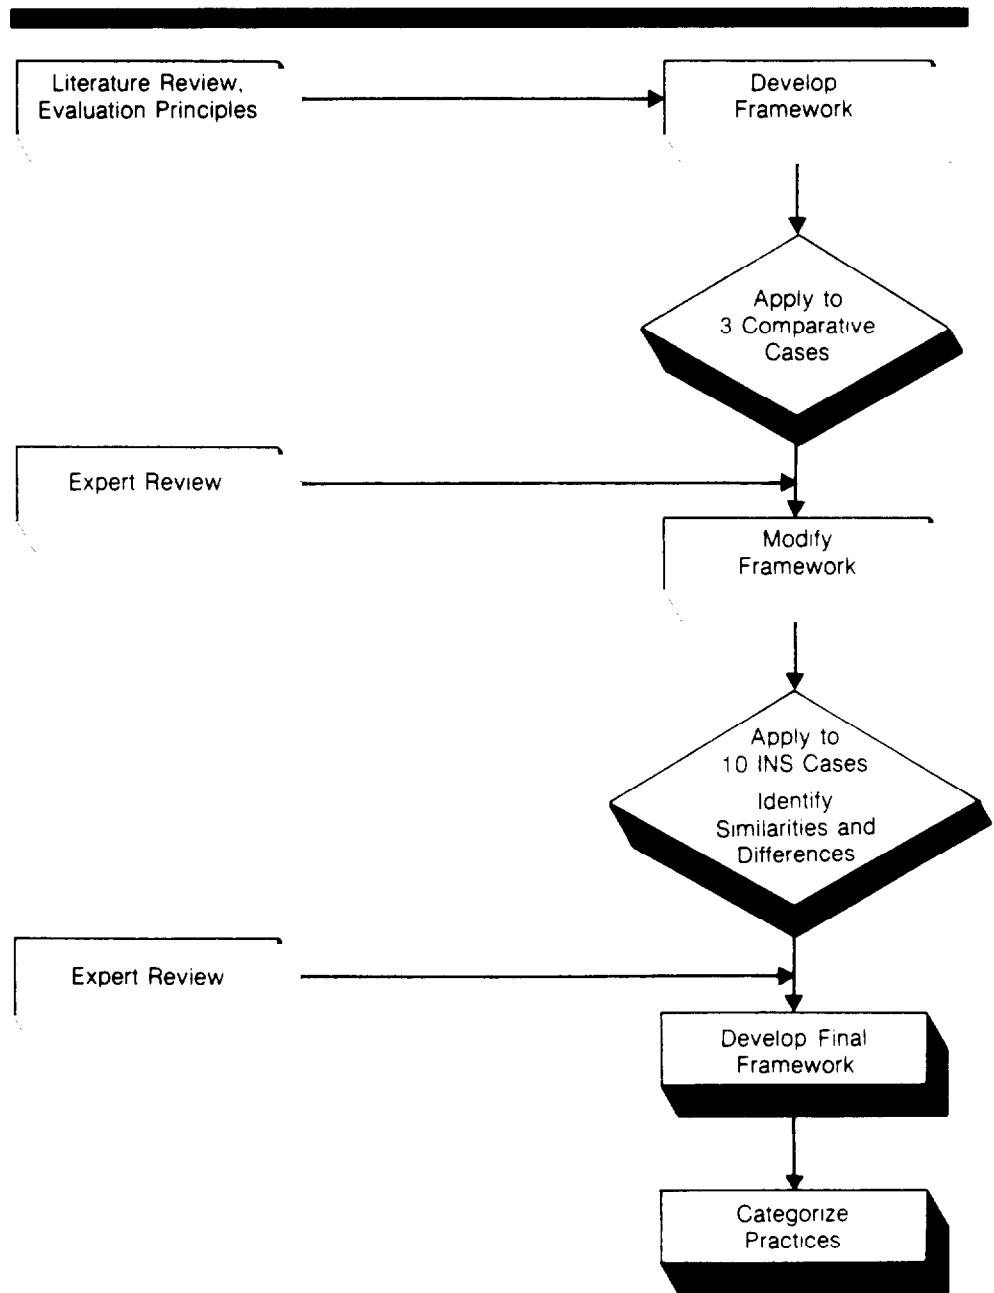 Literature Review,
Evaluation Principles
Develop
Framework
Apply to
3 Comparative
Cases
Expert Review
Modify
Framework
Apply to
10 INS Cases
Identify
Similarities and
Differences
Expert Review
Develop Final
Framework
Categorize
Practices